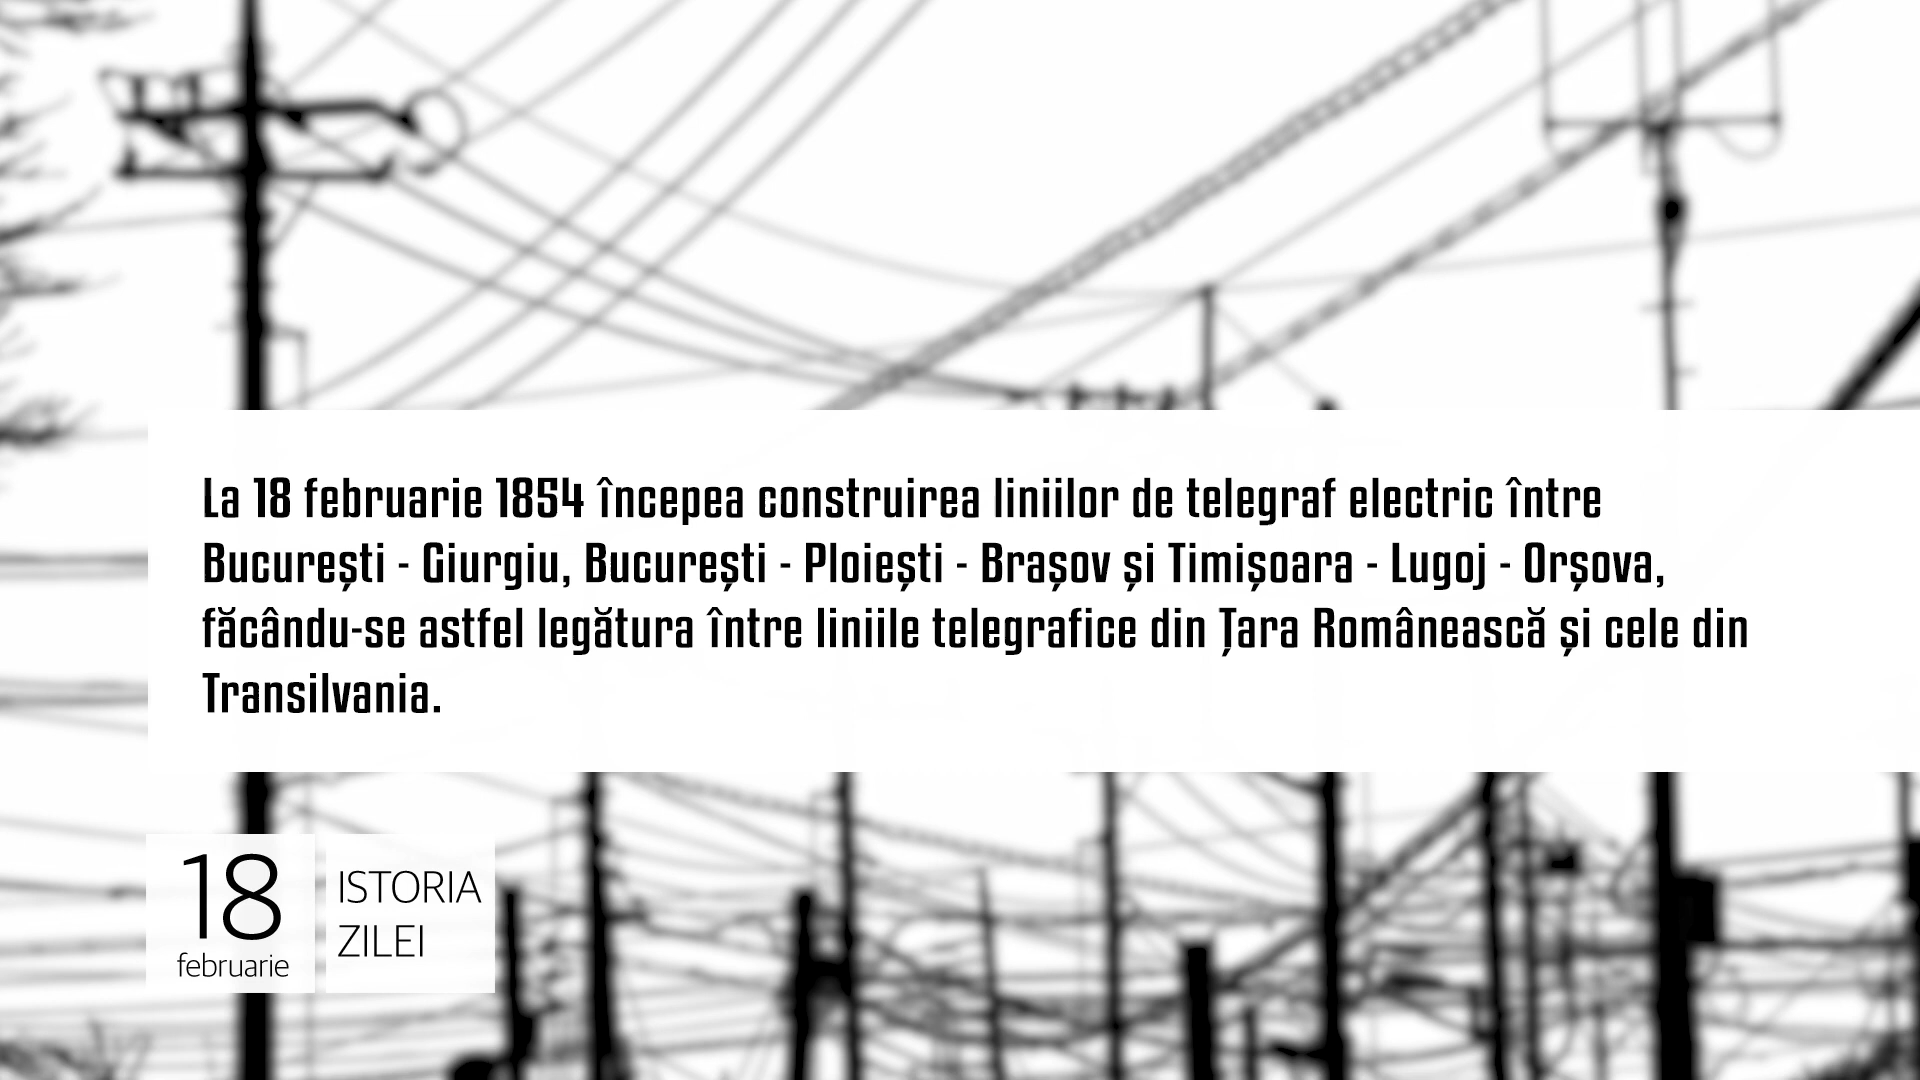 La 18 februarie 1854 începea construirea liniilor de telegraf electric între
București - Giurgiu, București - Ploiești - Brașov și Timișoara - Lugoj - Orșova,
făcându-se astfel legătura între liniile telegrafice din Țara Românească și cele din
Transilvania.
18
februarie
ISTORIA
ZILEI